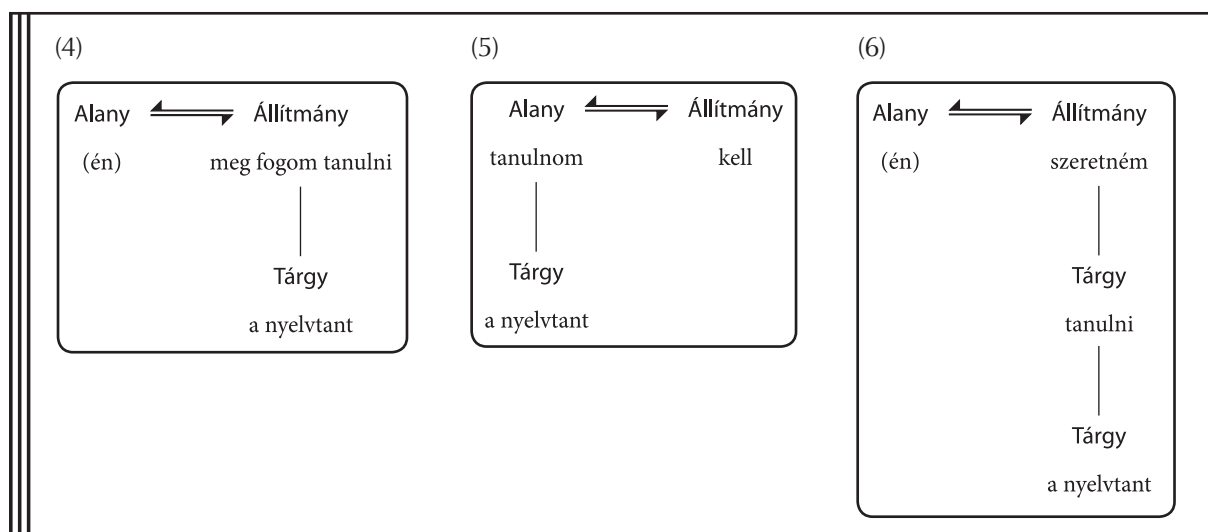 (4)
Alany Állítmány
(én) meg fogom tanulni
Tárgy
a nyelvtant
(5)
Alany Állítmány
tanulnom kell
Tárgy
a nyelvtant
(6)
Alany Állítmány
(én) szeretném
Tárgy
tanulni
Tárgy
a nyelvtant